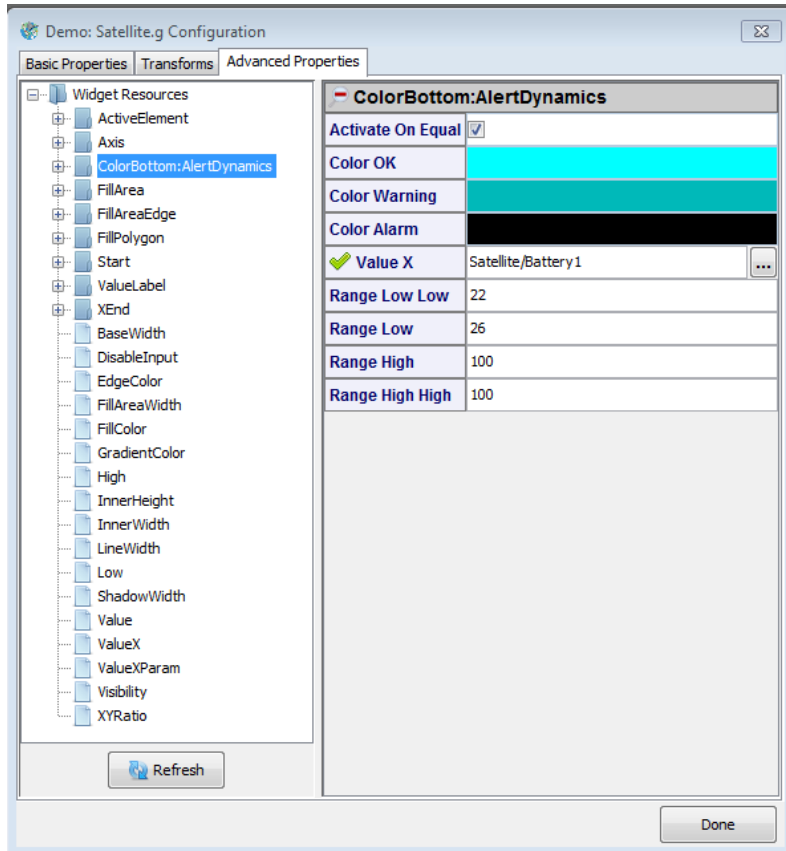 Demo: Satellite.g Configuration
Basic Properties Transforms Advanced Properties
Widget Resources
ActiveElement
Axis
ColorBottom:AlertDynamics
FillArea
FillAreaEdge
FillPolygon
Start
ValueLabel
XEnd
BaseWidth
DisableInput
EdgeColor
FillAreaWidth
FillColor
GradientColor
High
InnerHeight
InnerWidth
LineWidth
Low
ShadowWidth
Value
ValueX
ValueXParam
Visibility
XYRatio
Refresh
ColorBottom:AlertDynamics
Activate On Equal
Color OK
Color Warning
Color Alarm
Value X Satellite/Battery1 ...
Range Low Low 22
Range Low 26
Range High 100
Range High High 100
Done